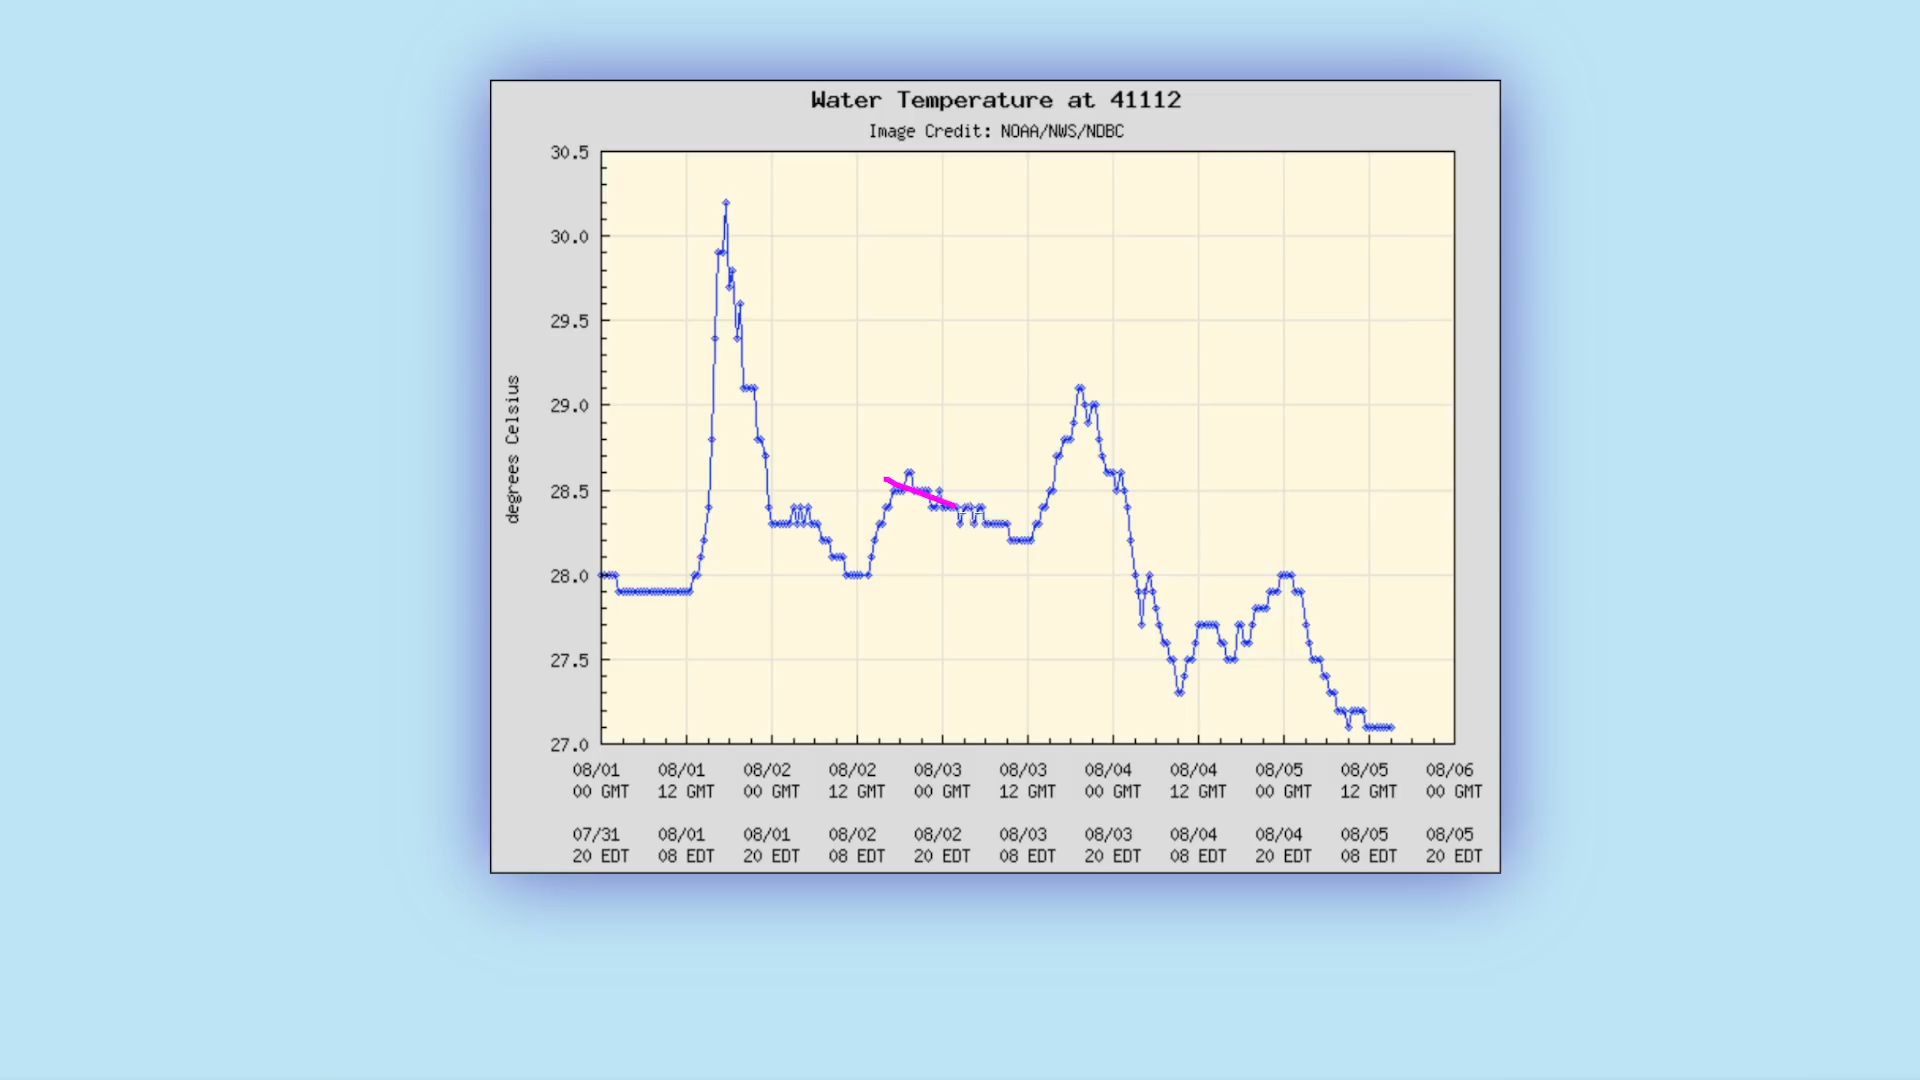 Water Temperature at 41112
Image Credit: NOAA/NWS/NDBC
30.5
30.0
29.5
29.0
28.5
28.0
27.5
27.0
degrees Celsius
08/01 08/01 08/02 08/02 08/03 08/03 08/04 08/04 08/05 08/05 08/06
00 GMT 12 GMT 00 GMT 12 GMT 00 GMT 12 GMT 00 GMT 12 GMT 00 GMT 12 GMT 00 GMT
07/31 08/01 08/01 08/02 08/02 08/03 08/03 08/04 08/04 08/05 08/05
20 EDT 08 EDT 20 EDT 08 EDT 20 EDT 08 EDT 20 EDT 08 EDT 20 EDT 08 EDT 20 EDT